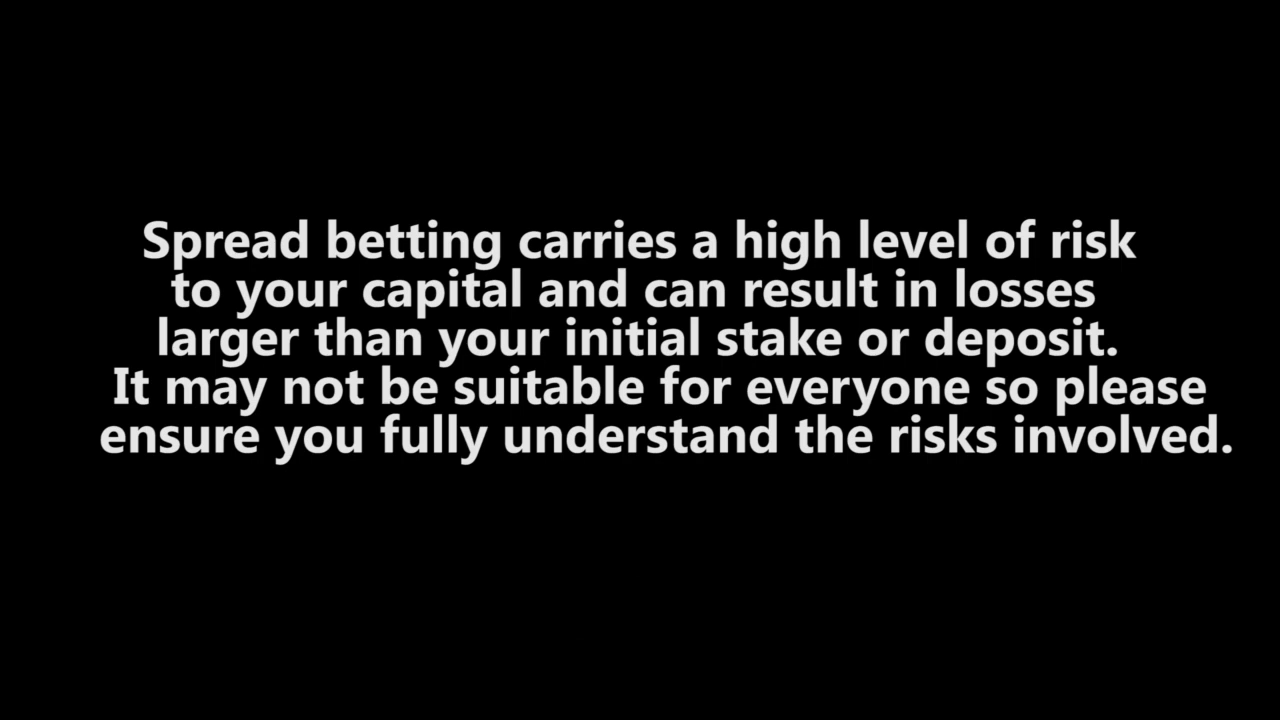 Spread betting carries a high level of risk
to your capital and can result in losses
larger than your initial stake or deposit.
It may not be suitable for everyone so please
ensure you fully understand the risks involved.